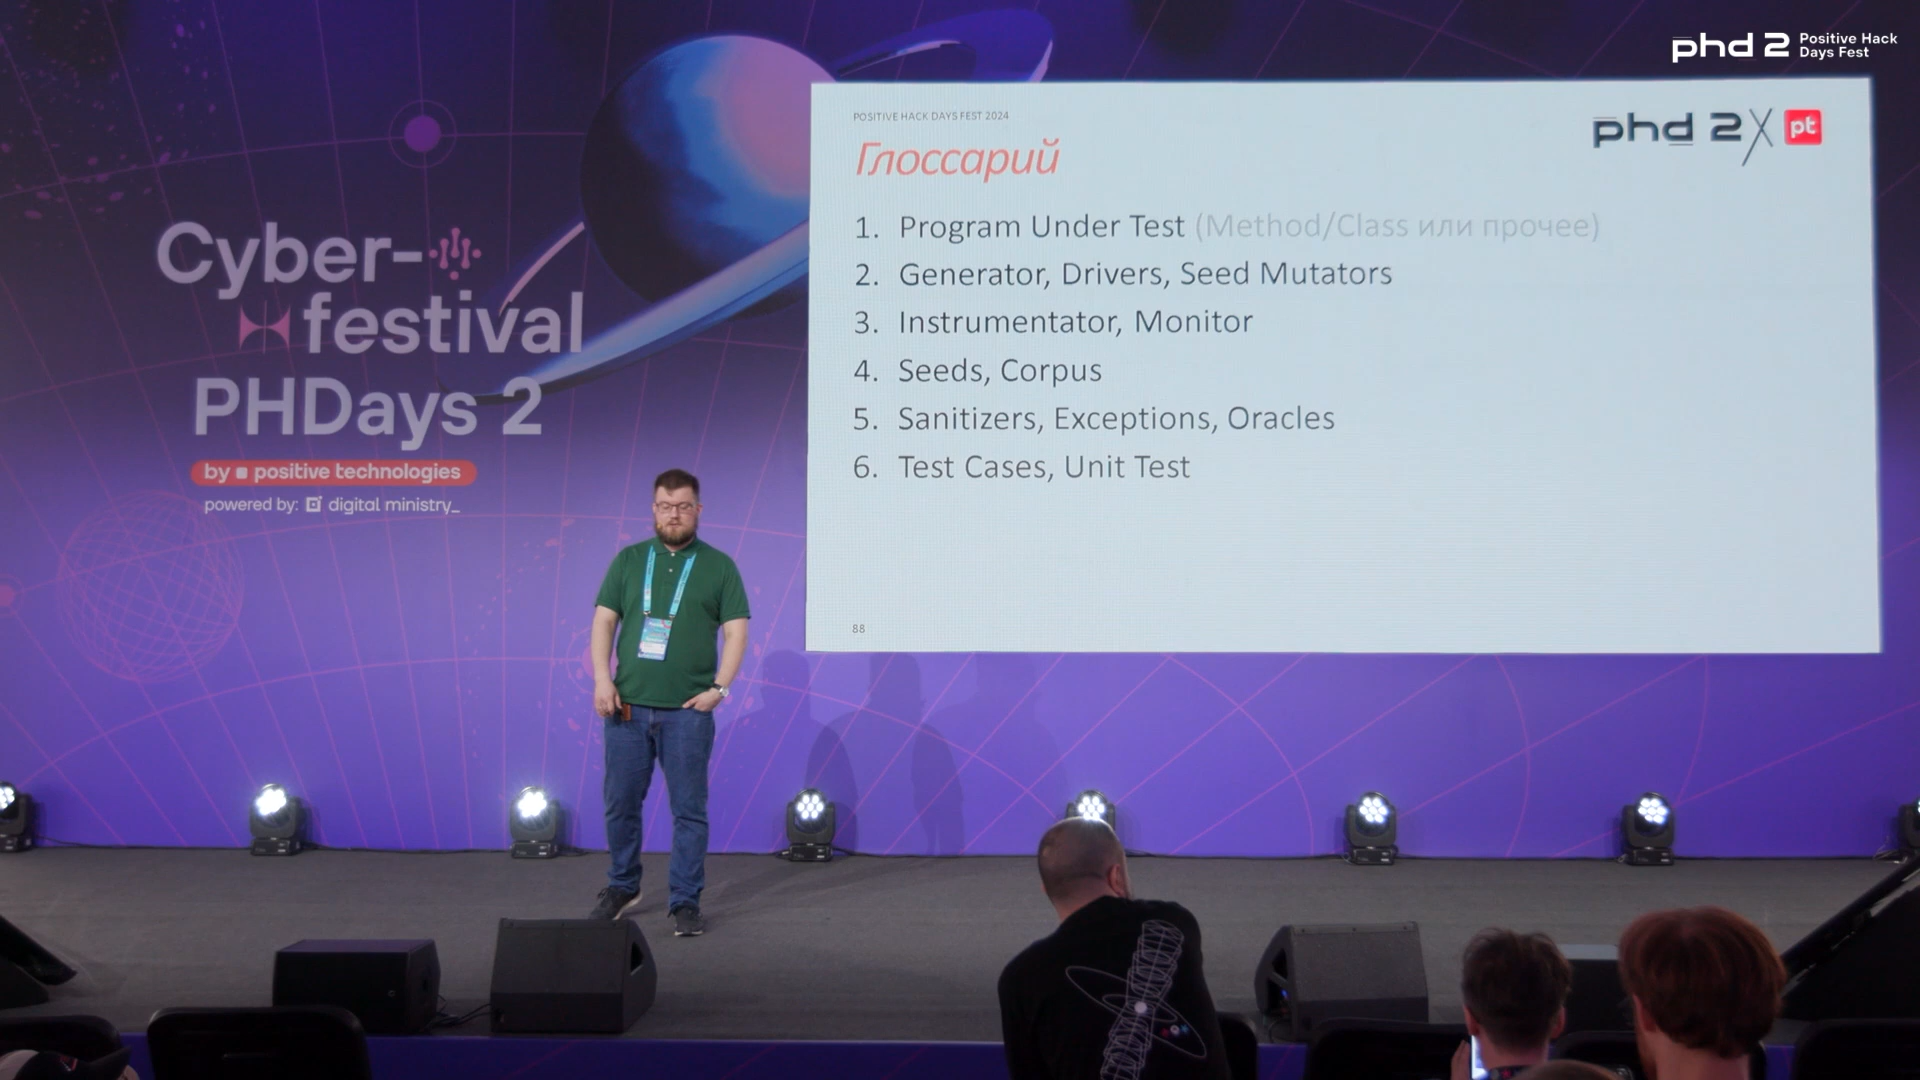 phd 2 Positive Hack
Days Fest
Cyber-
festival
PHDays 2
by positive technologies
powered by: digital ministry_
POSITIVE HACK DAYS FEST 2024
phd 2 pt
Глоссарий
1. Program Under Test (Method/Class или прочее)
2. Generator, Drivers, Seed Mutators
3. Instrumentator, Monitor
4. Seeds, Corpus
5. Sanitizers, Exceptions, Oracles
6. Test Cases, Unit Test
88